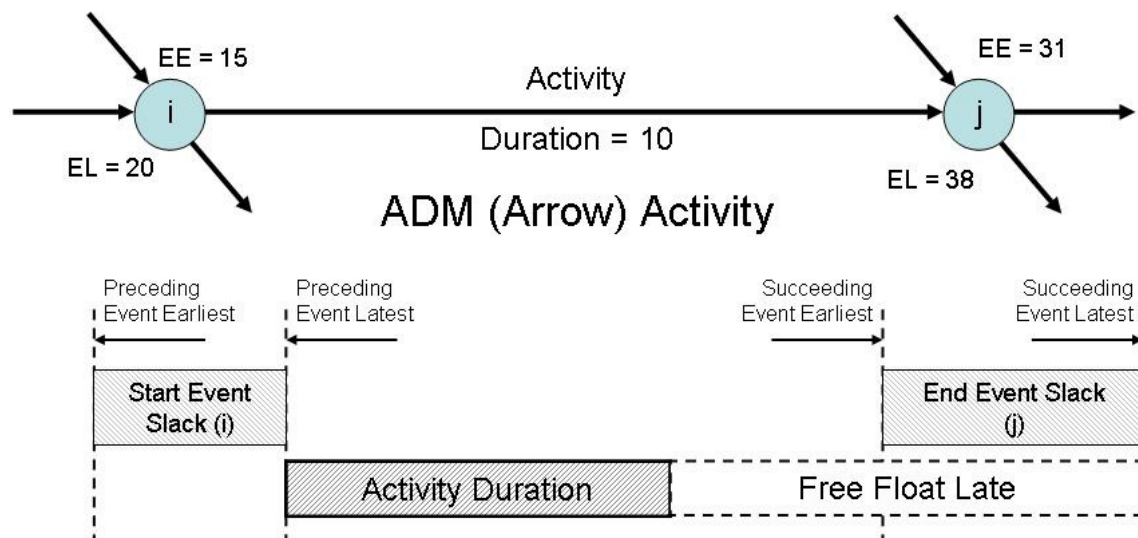 EE = 15
EE = 31
Activity
i
j
Duration = 10
EL = 20
EL = 38
ADM (Arrow) Activity
Preceding
Event Earliest
Preceding
Event Latest
Succeeding
Event Earliest
Succeeding
Event Latest
Start Event
Slack (i)
End Event Slack
(j)
Activity Duration
Free Float Late